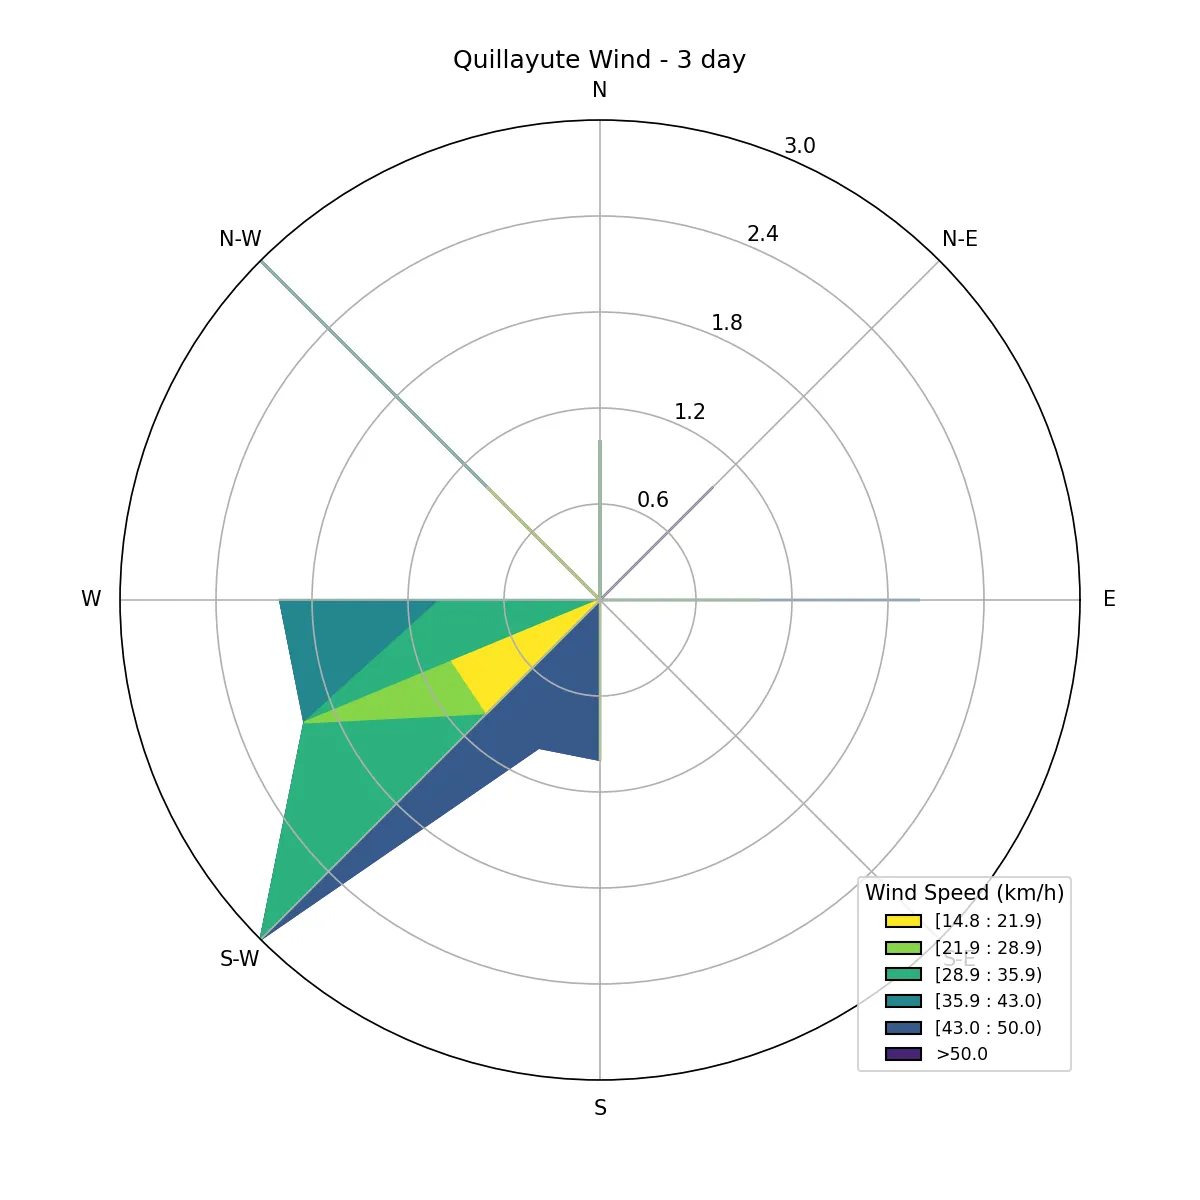 Quillayute Wind - 3 day
N
3.0
N-W
N-E
2.4
1.8
1.2
0.6
W
E
Wind Speed (km/h)
[14.8 : 21.9)
[21.9 : 28.9)
S-W
S-E
[28.9 : 35.9)
[35.9 : 43.0)
[43.0 : 50.0)
>50.0
S